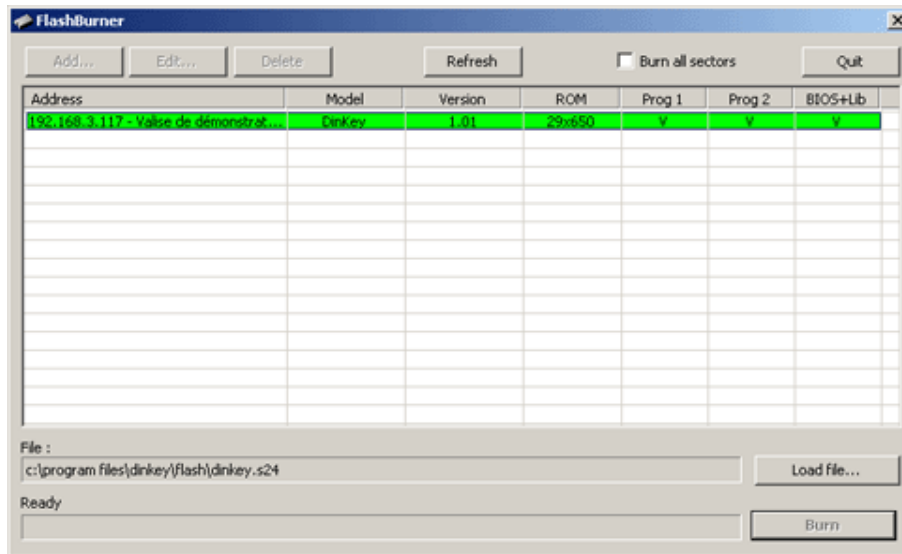 FlashBurner
Add... Edit... Delete Refresh Burn all sectors Quit
Address Model Version ROM Prog 1 Prog 2 BIOS+Lib
192.168.3.117 - Valise de démonstrat... DinKey 1.01 29x650 V V V
File :
c:\program files\dinkey\flash\dinkey.s24 Load file...
Ready
Burn